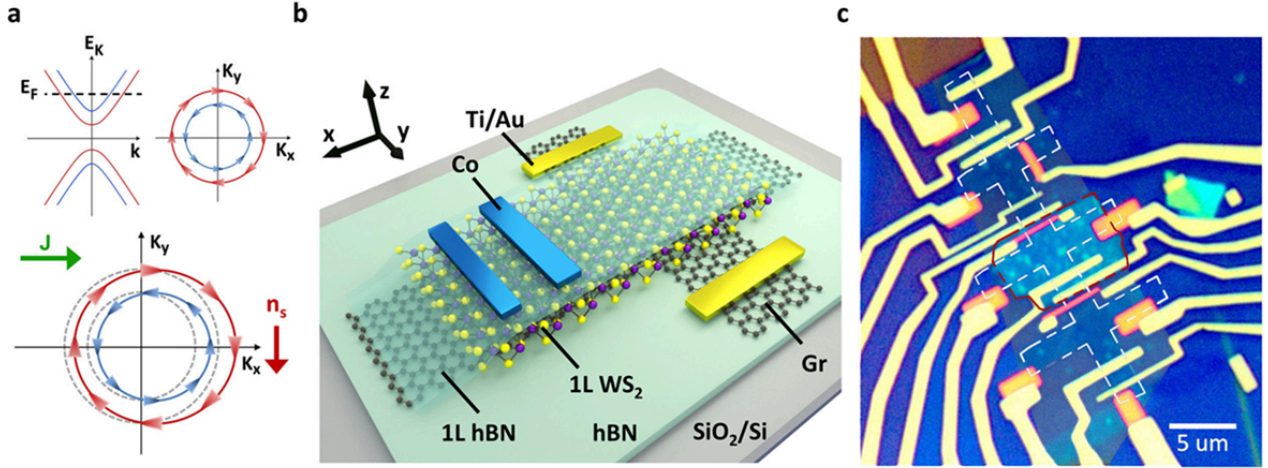 a
E_K
E_F
k
K_y
K_x
J
K_y
K_x
n_s
b
z
x
y
Ti/Au
Co
1L WS₂
Gr
1L hBN
hBN
SiO₂/Si
c
5 um